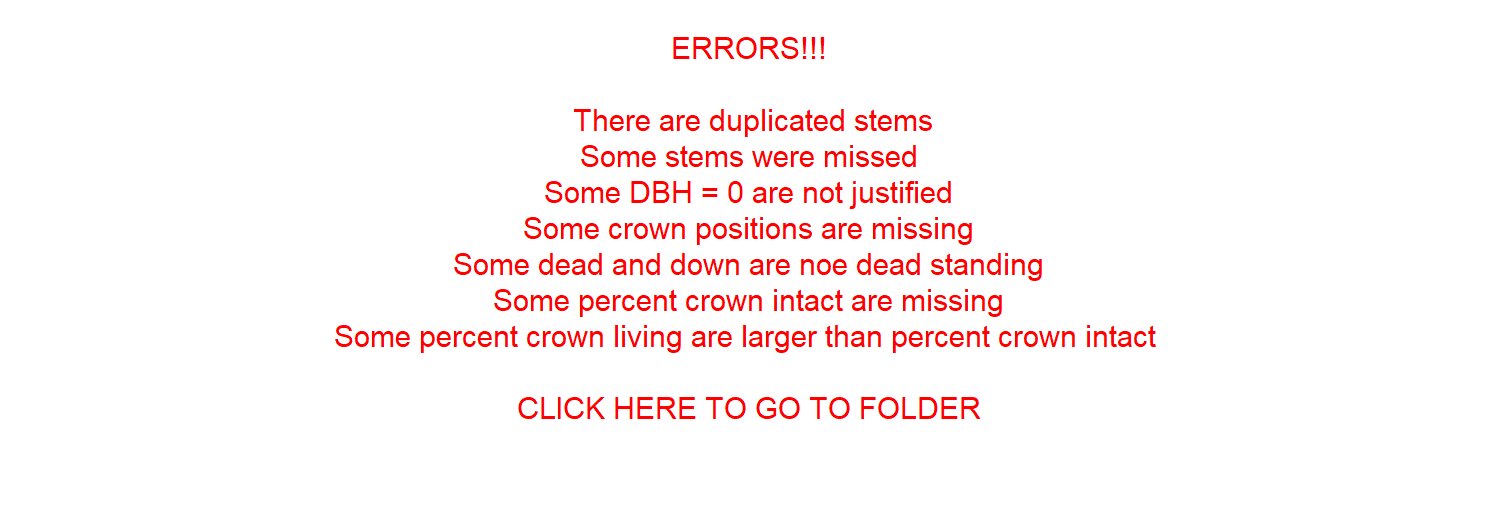 ERRORS!!!
There are duplicated stems
Some stems were missed
Some DBH = 0 are not justified
Some crown positions are missing
Some dead and down are noe dead standing
Some percent crown intact are missing
Some percent crown living are larger than percent crown intact
CLICK HERE TO GO TO FOLDER